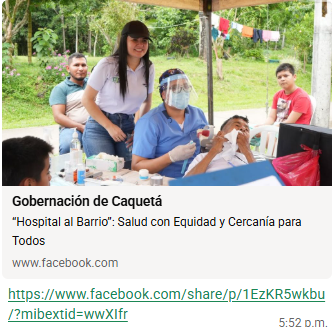 Gobernación de Caquetá
“Hospital al Barrio”: Salud con Equidad y Cercanía para
Todos
www.facebook.com
https://www.facebook.com/share/p/1EzKR5wkbu
/?mibextid=wwXIfr
5:52 p.m.